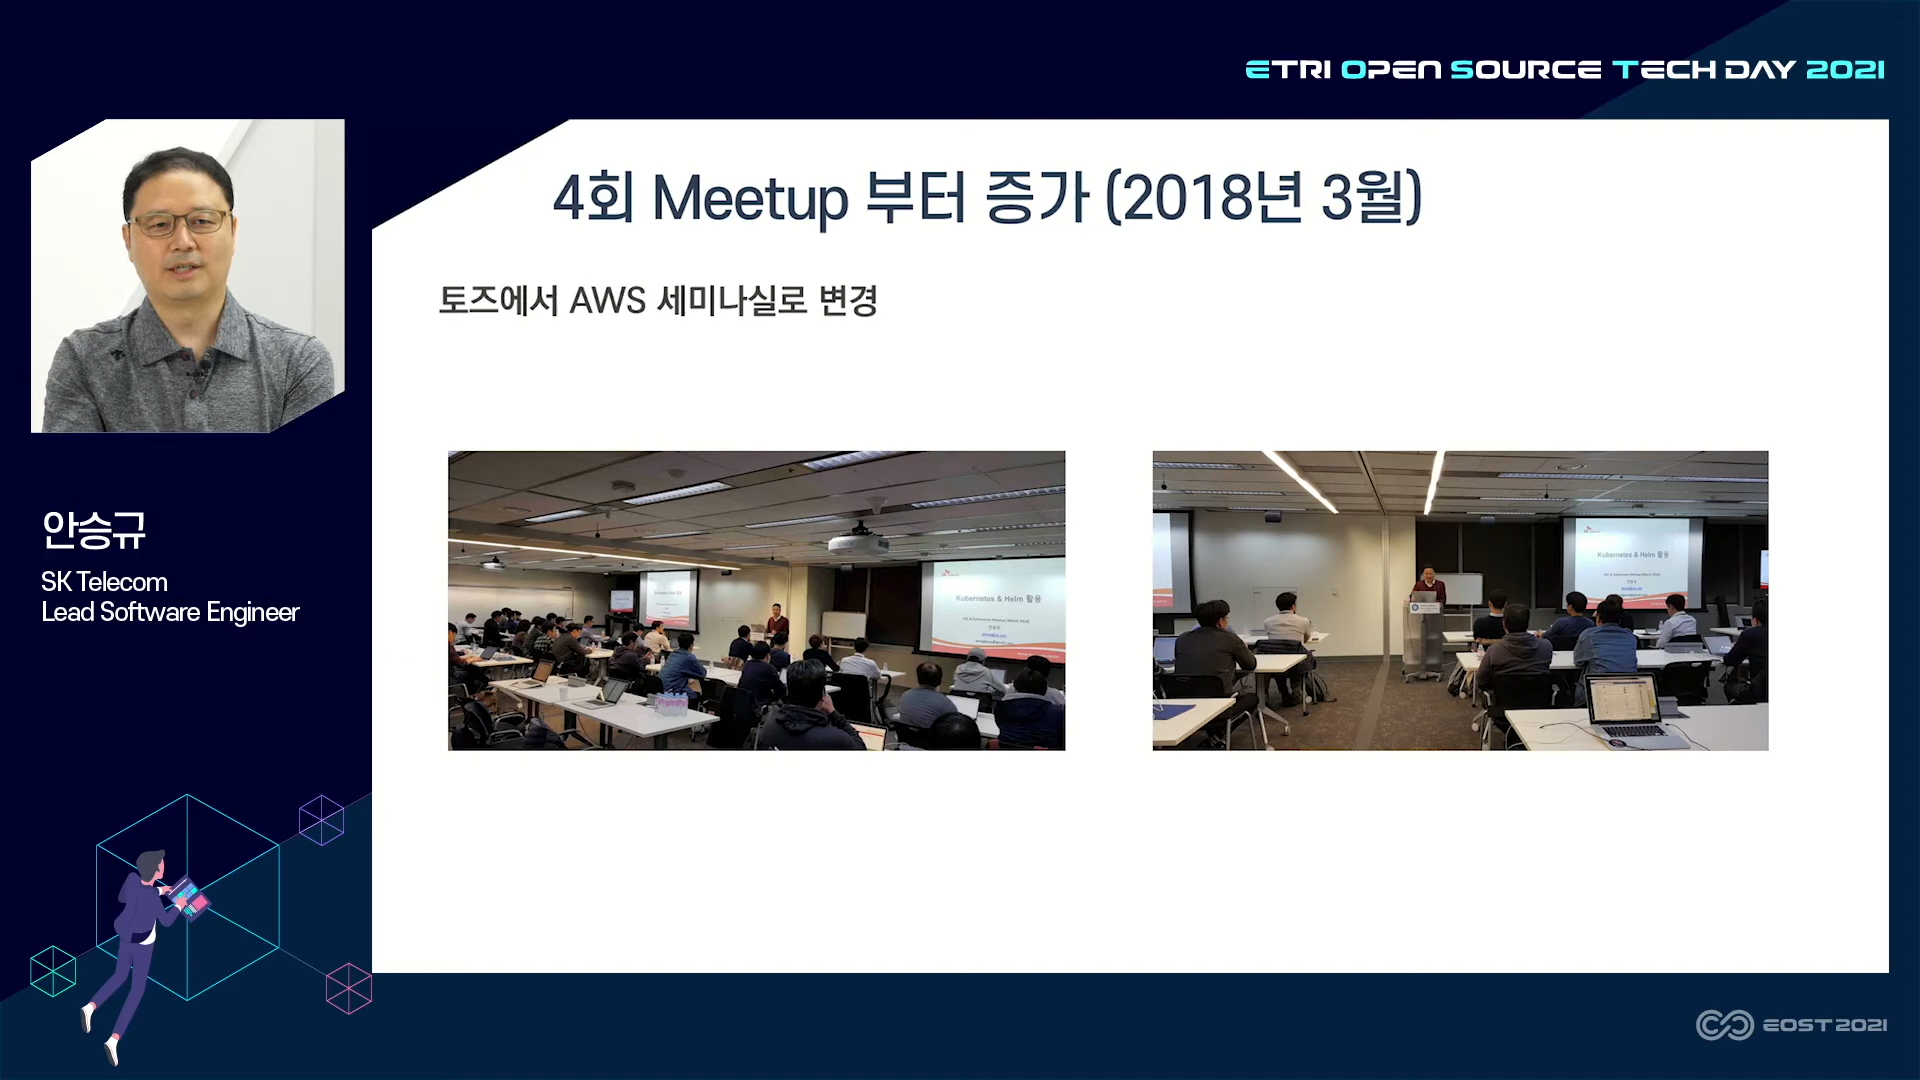 ETRI OPEN SOURCE TECH DAY 2021
4회 Meetup 부터 증가 (2018년 3월)
토즈에서 AWS 세미나실로 변경
안승규
SK Telecom
Lead Software Engineer
Kubernetes & Helm 활용
Kubernetes & Helm 활용
EOST 2021